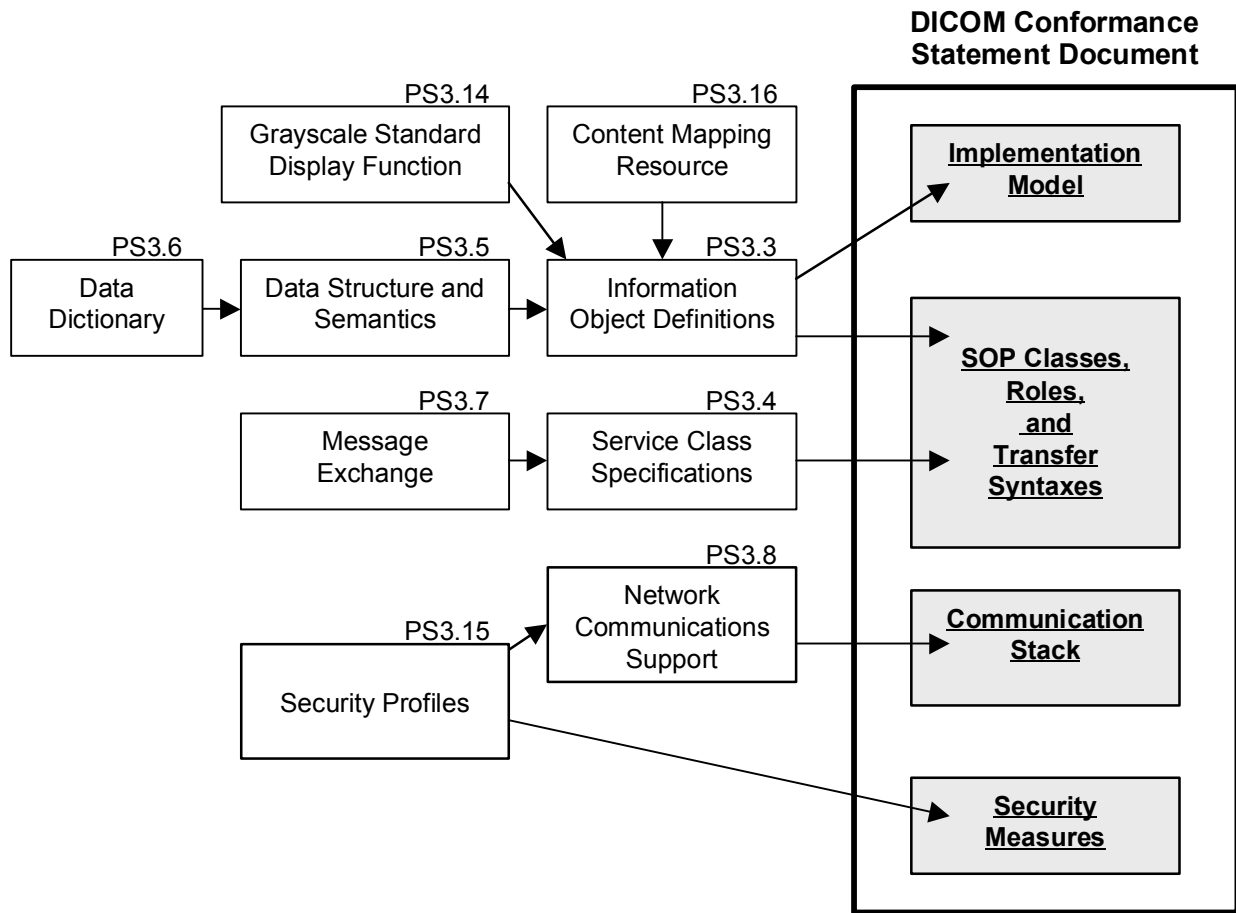 DICOM Conformance
Statement Document
PS3.14
Grayscale Standard
Display Function
PS3.16
Content Mapping
Resource
Implementation
Model
PS3.6
Data
Dictionary
PS3.5
Data Structure and
Semantics
PS3.3
Information
Object Definitions
SOP Classes,
Roles,
and
Transfer
Syntaxes
PS3.7
Message
Exchange
PS3.4
Service Class
Specifications
PS3.8
Network
Communications
Support
Communication
Stack
PS3.15
Security Profiles
Security
Measures